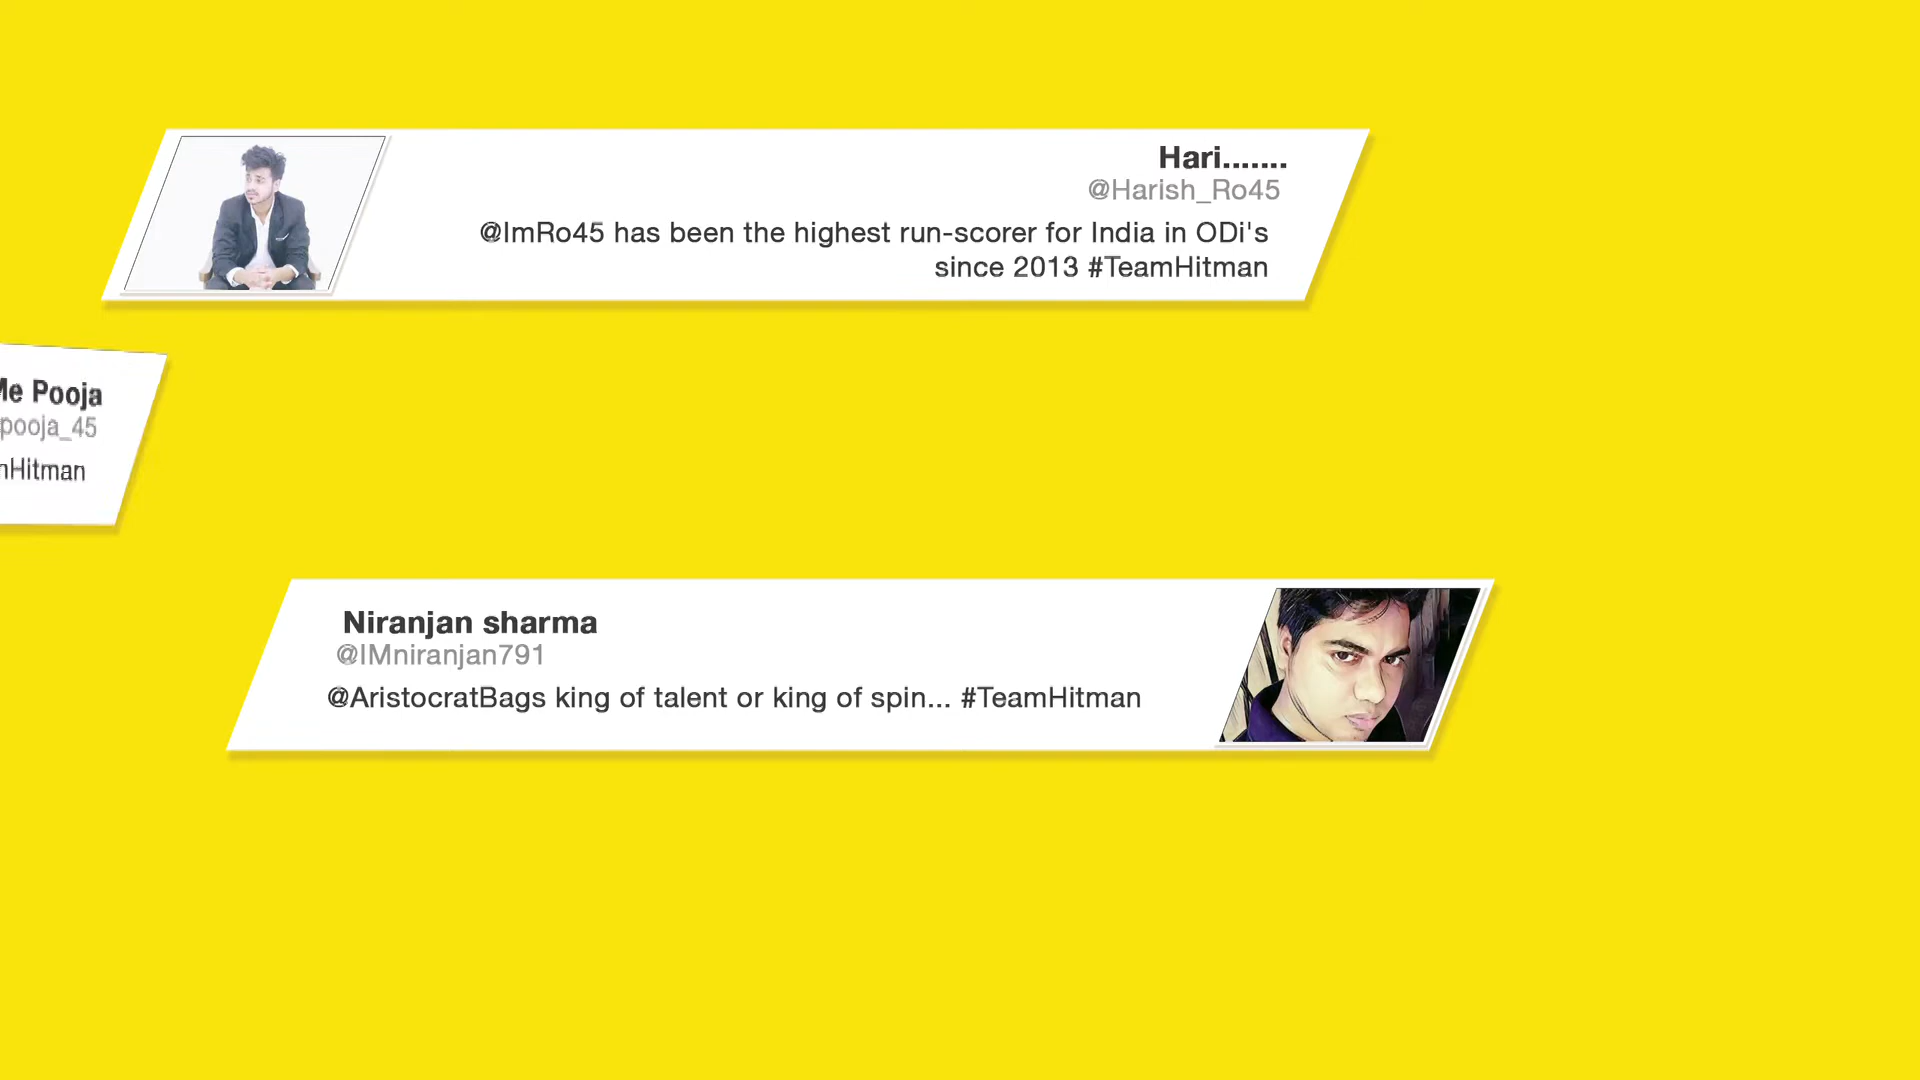 Hari.......
@Harish_Ro45
@ImRo45 has been the highest run-scorer for India in ODi's
since 2013 #TeamHitman
Me Pooja
pooja_45
Hitman
Niranjan sharma
@IMniranjan791
@AristocratBags king of talent or king of spin... #TeamHitman